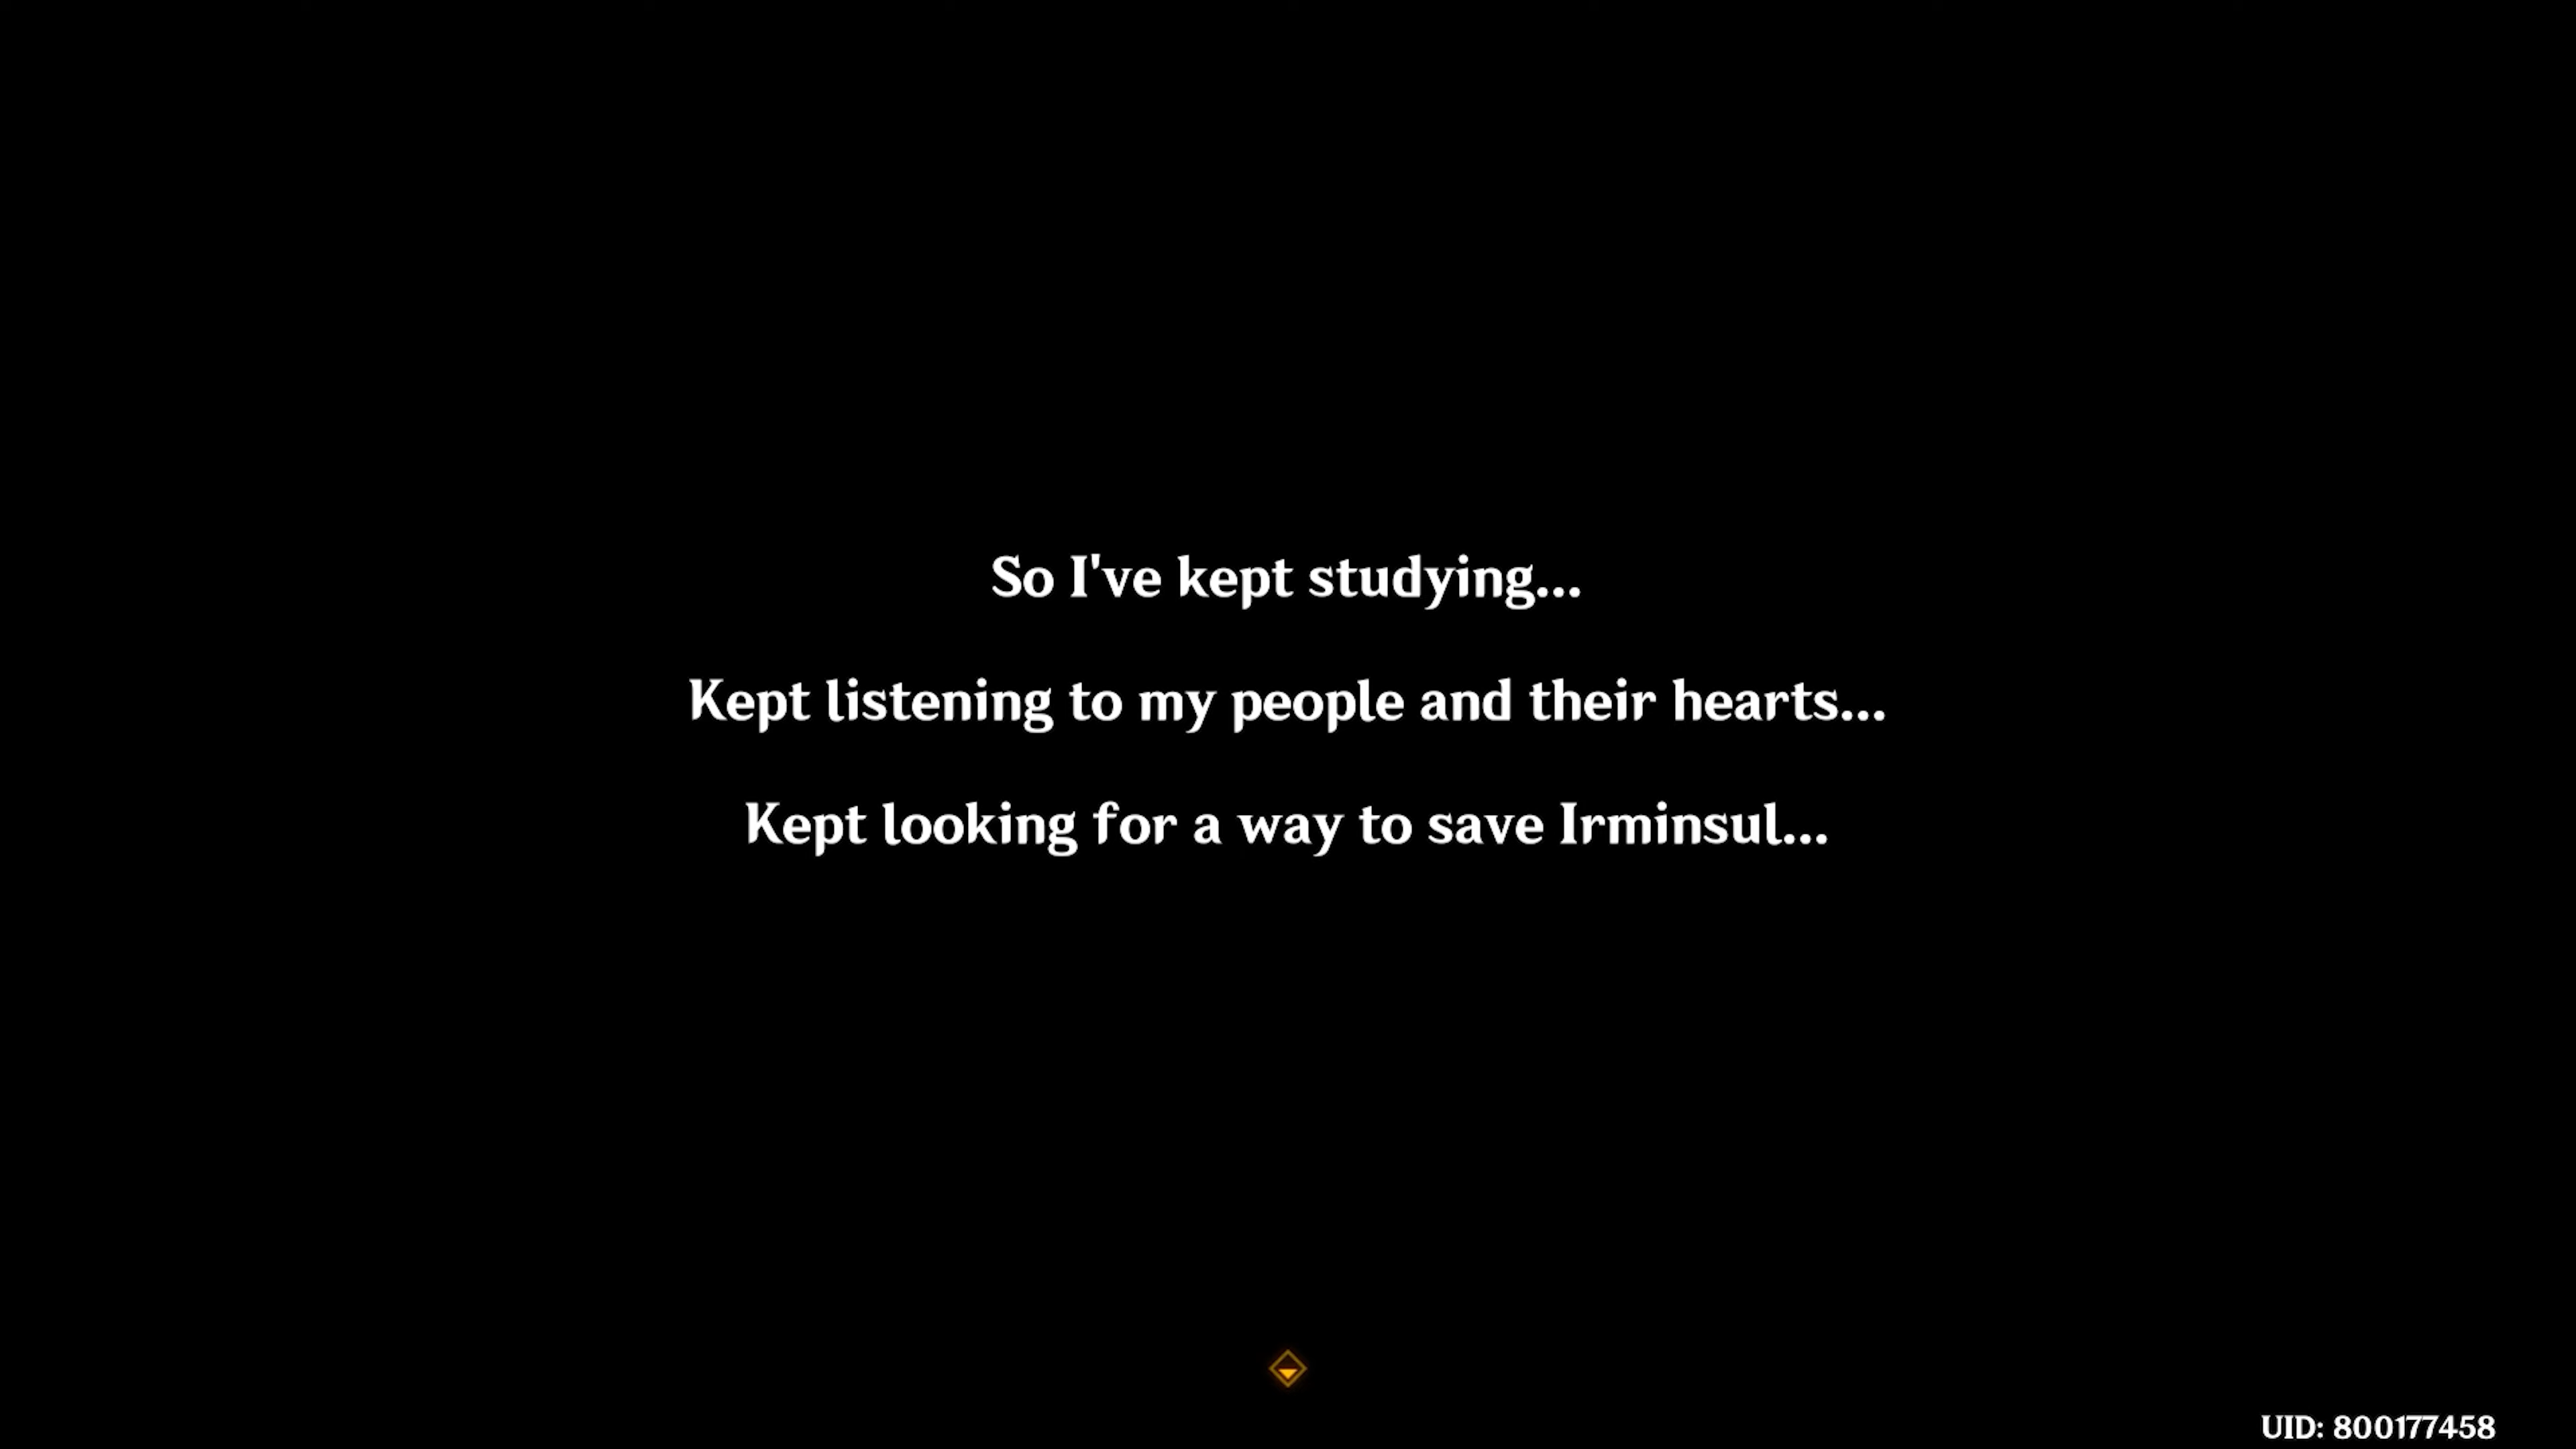 So I've kept studying...
Kept listening to my people and their hearts...
Kept looking for a way to save Irminsul...
UID: 800177458